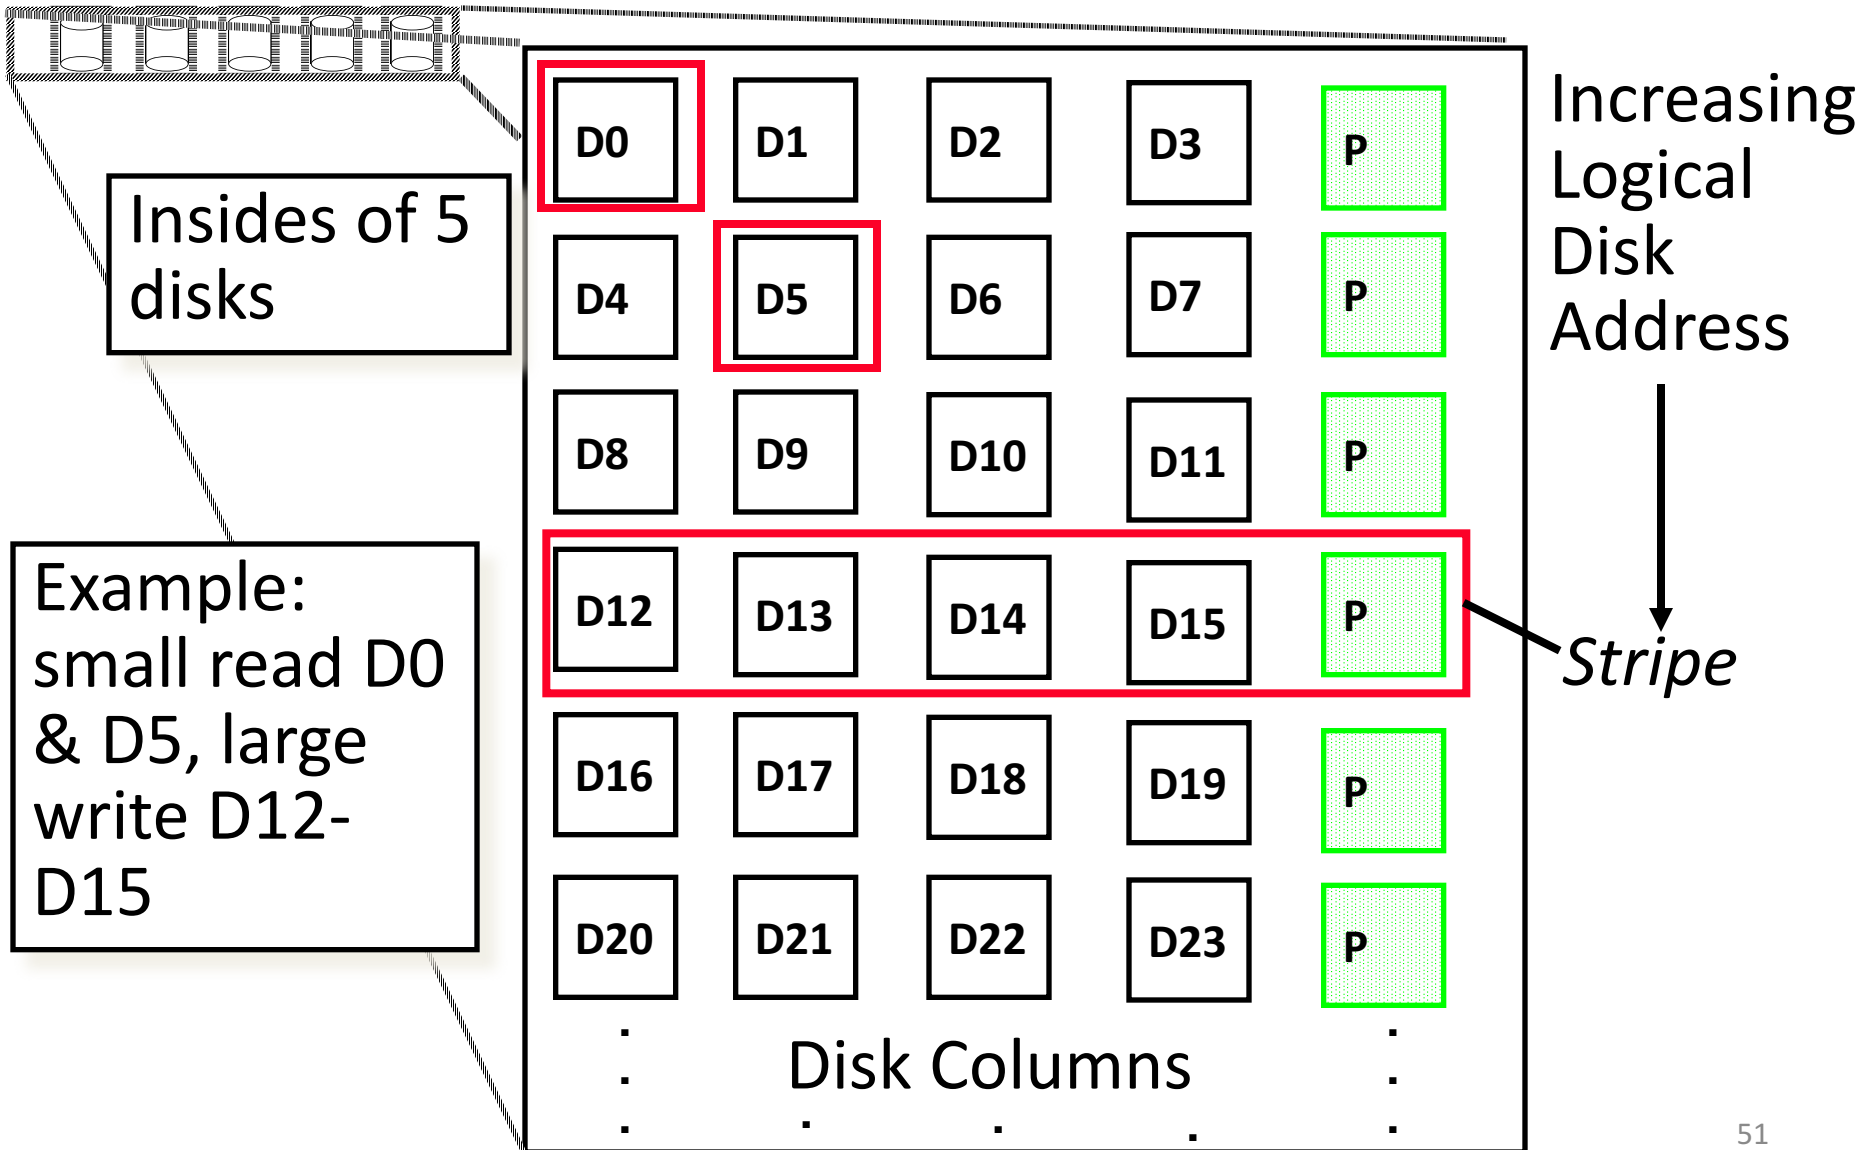 Insides of 5
disks
Example:
small read D0
& D5, large
write D12-
D15
D0 D1 D2 D3 P
D4 D5 D6 D7 P
D8 D9 D10 D11 P
D12 D13 D14 D15 P
D16 D17 D18 D19 P
D20 D21 D22 D23 P
Disk Columns
Increasing
Logical
Disk
Address
Stripe
51